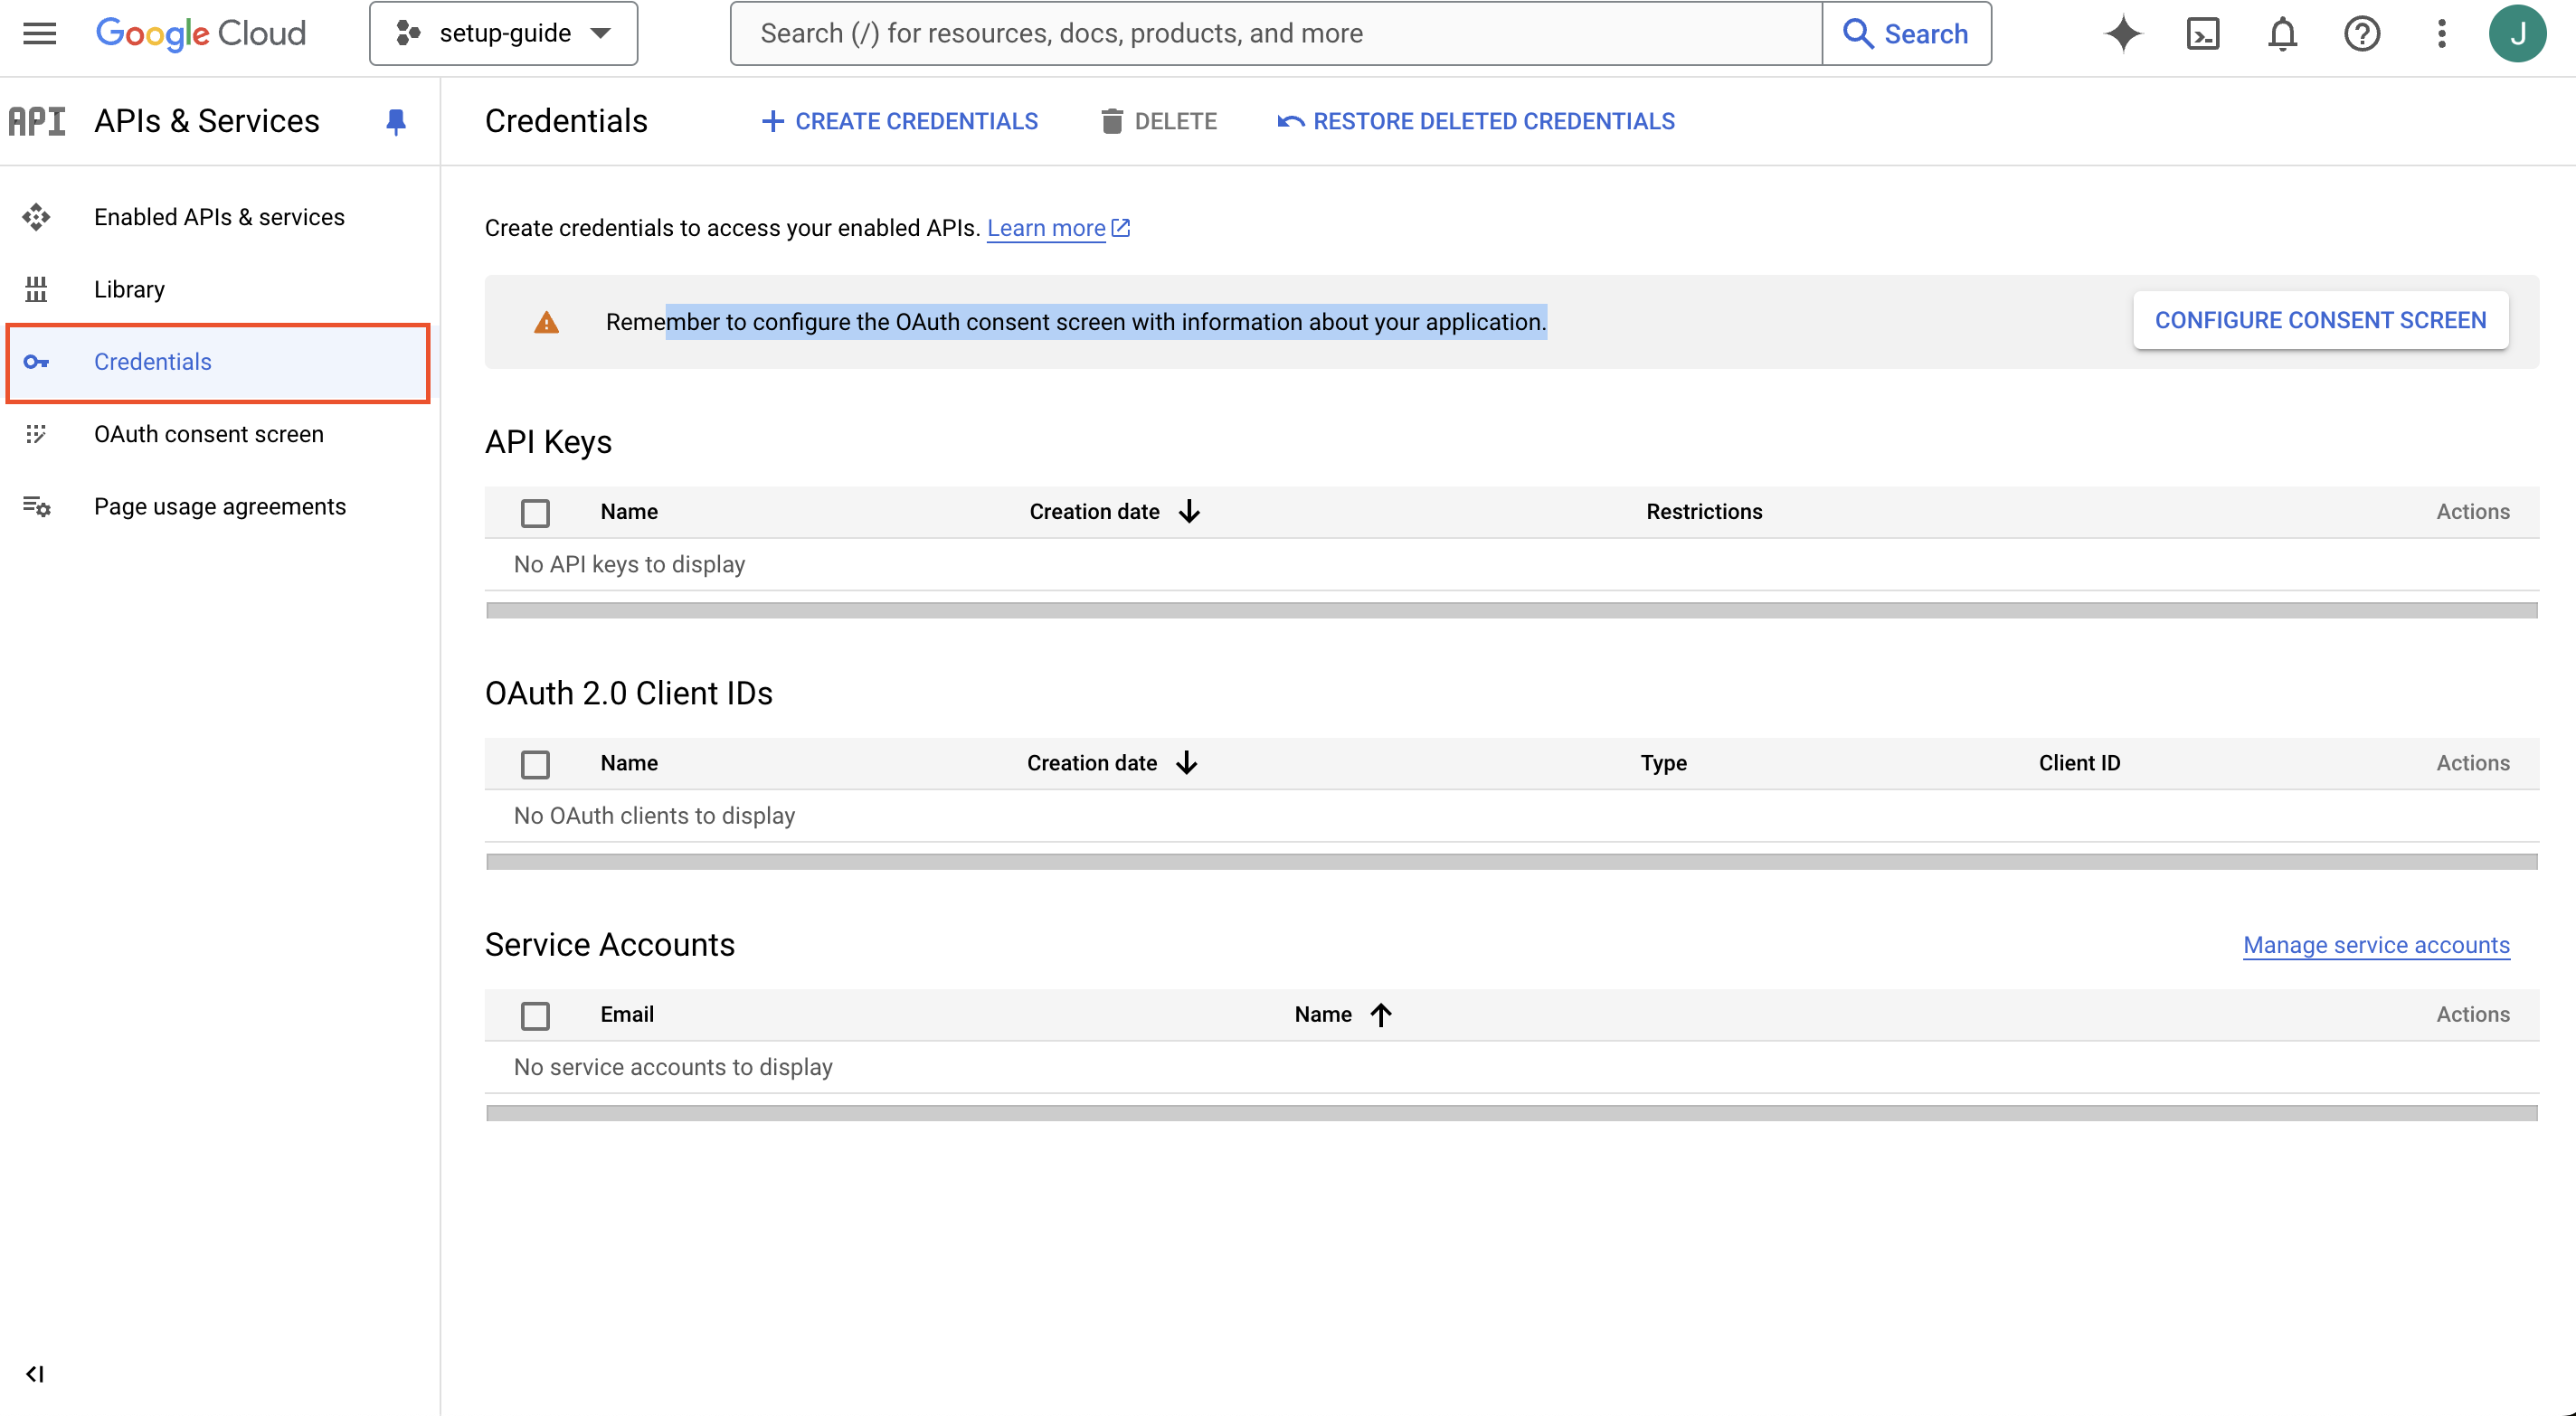 Google Cloud
setup-guide
Search (/) for resources, docs, products, and more
Search
J
API
APIs & Services
Credentials
CREATE CREDENTIALS
DELETE
RESTORE DELETED CREDENTIALS
Enabled APIs & services
Library
Credentials
OAuth consent screen
Page usage agreements
Create credentials to access your enabled APIs. Learn more
Remember to configure the OAuth consent screen with information about your application.
CONFIGURE CONSENT SCREEN
API Keys
Name Creation date Restrictions Actions
No API keys to display
OAuth 2.0 Client IDs
Name Creation date Type Client ID Actions
No OAuth clients to display
Service Accounts
Manage service accounts
Email Name Actions
No service accounts to display